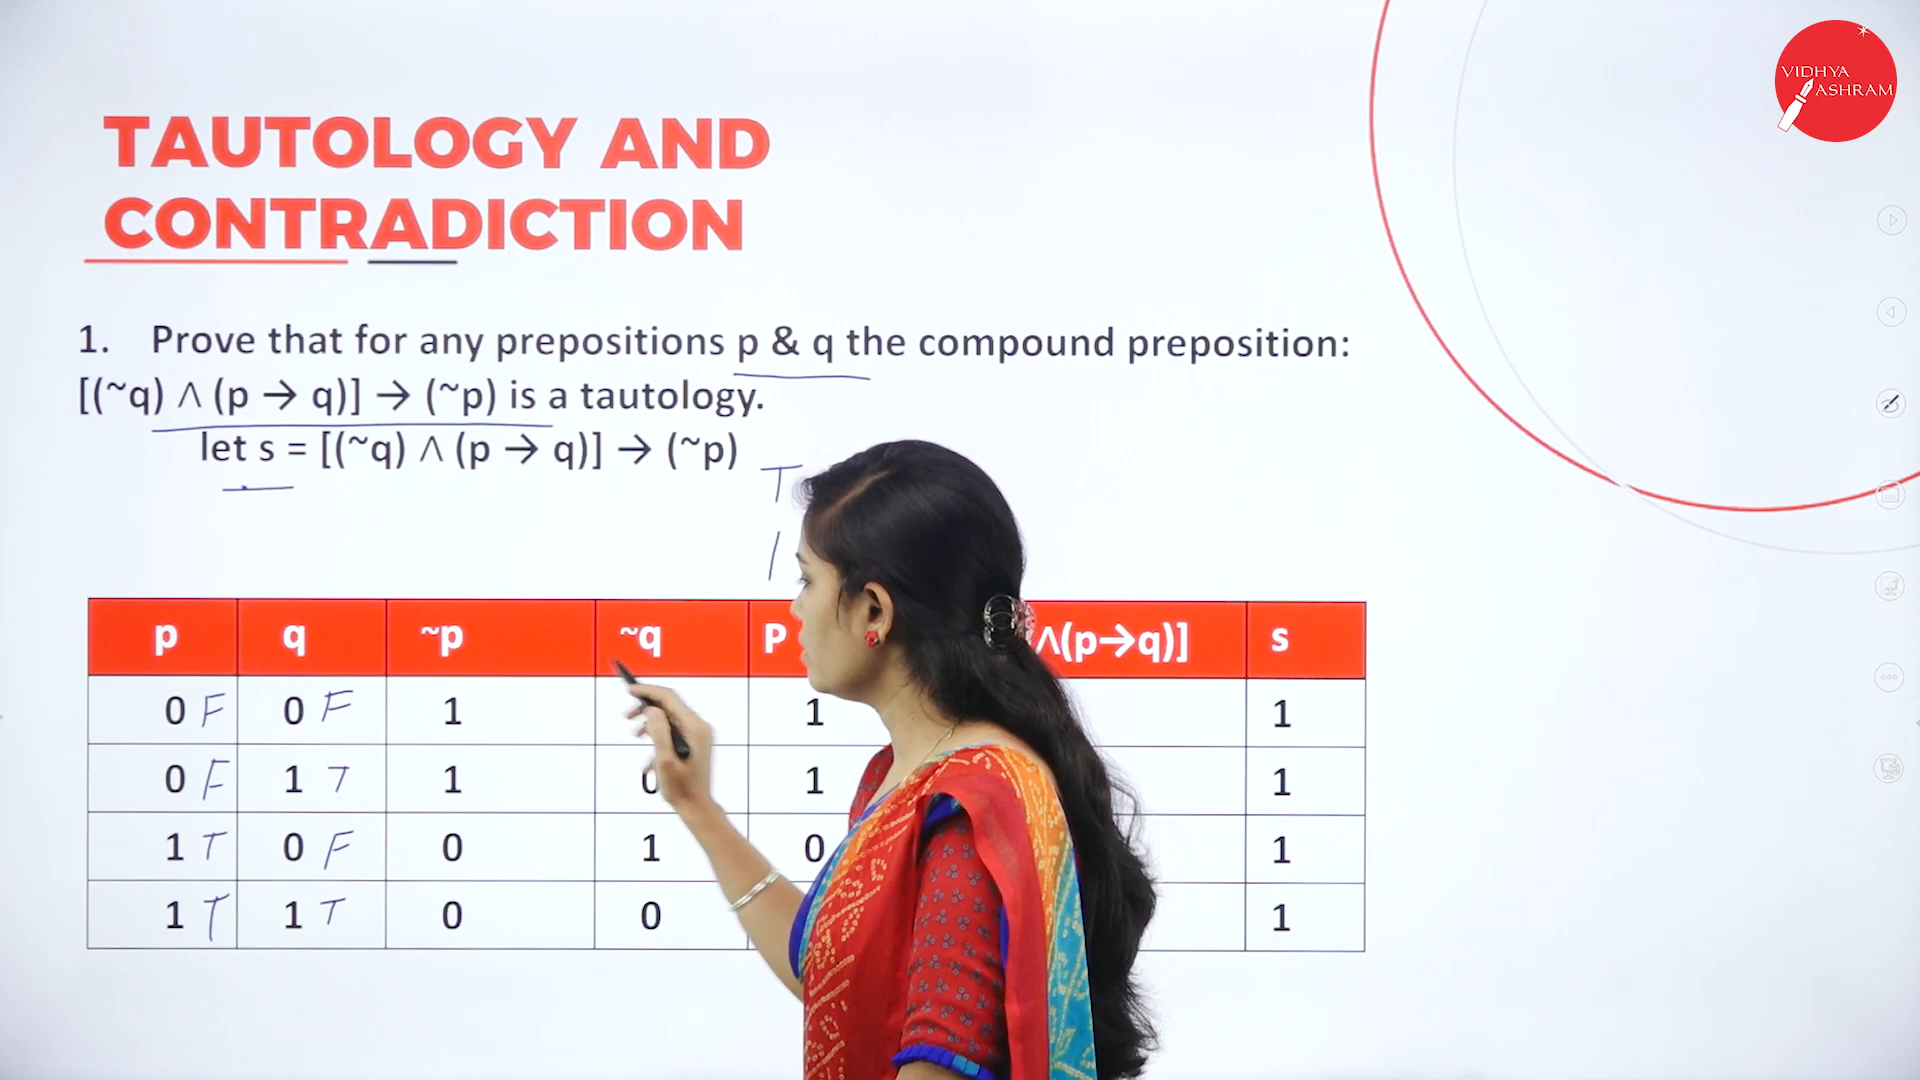 VIDHYA
ASHRAM
TAUTOLOGY AND
CONTRADICTION
1. Prove that for any prepositions p & q the compound preposition:
[(~q) ∧ (p → q)] → (~p) is a tautology.
let s = [(~q) ∧ (p → q)] → (~p)
T
p q ~p ~q P ∧(p→q)] s
0 F 0 F 1 1 1
0 F 1 T 1 0 1 1
1 T 0 F 0 1 0 1
1 T 1 T 0 0 1